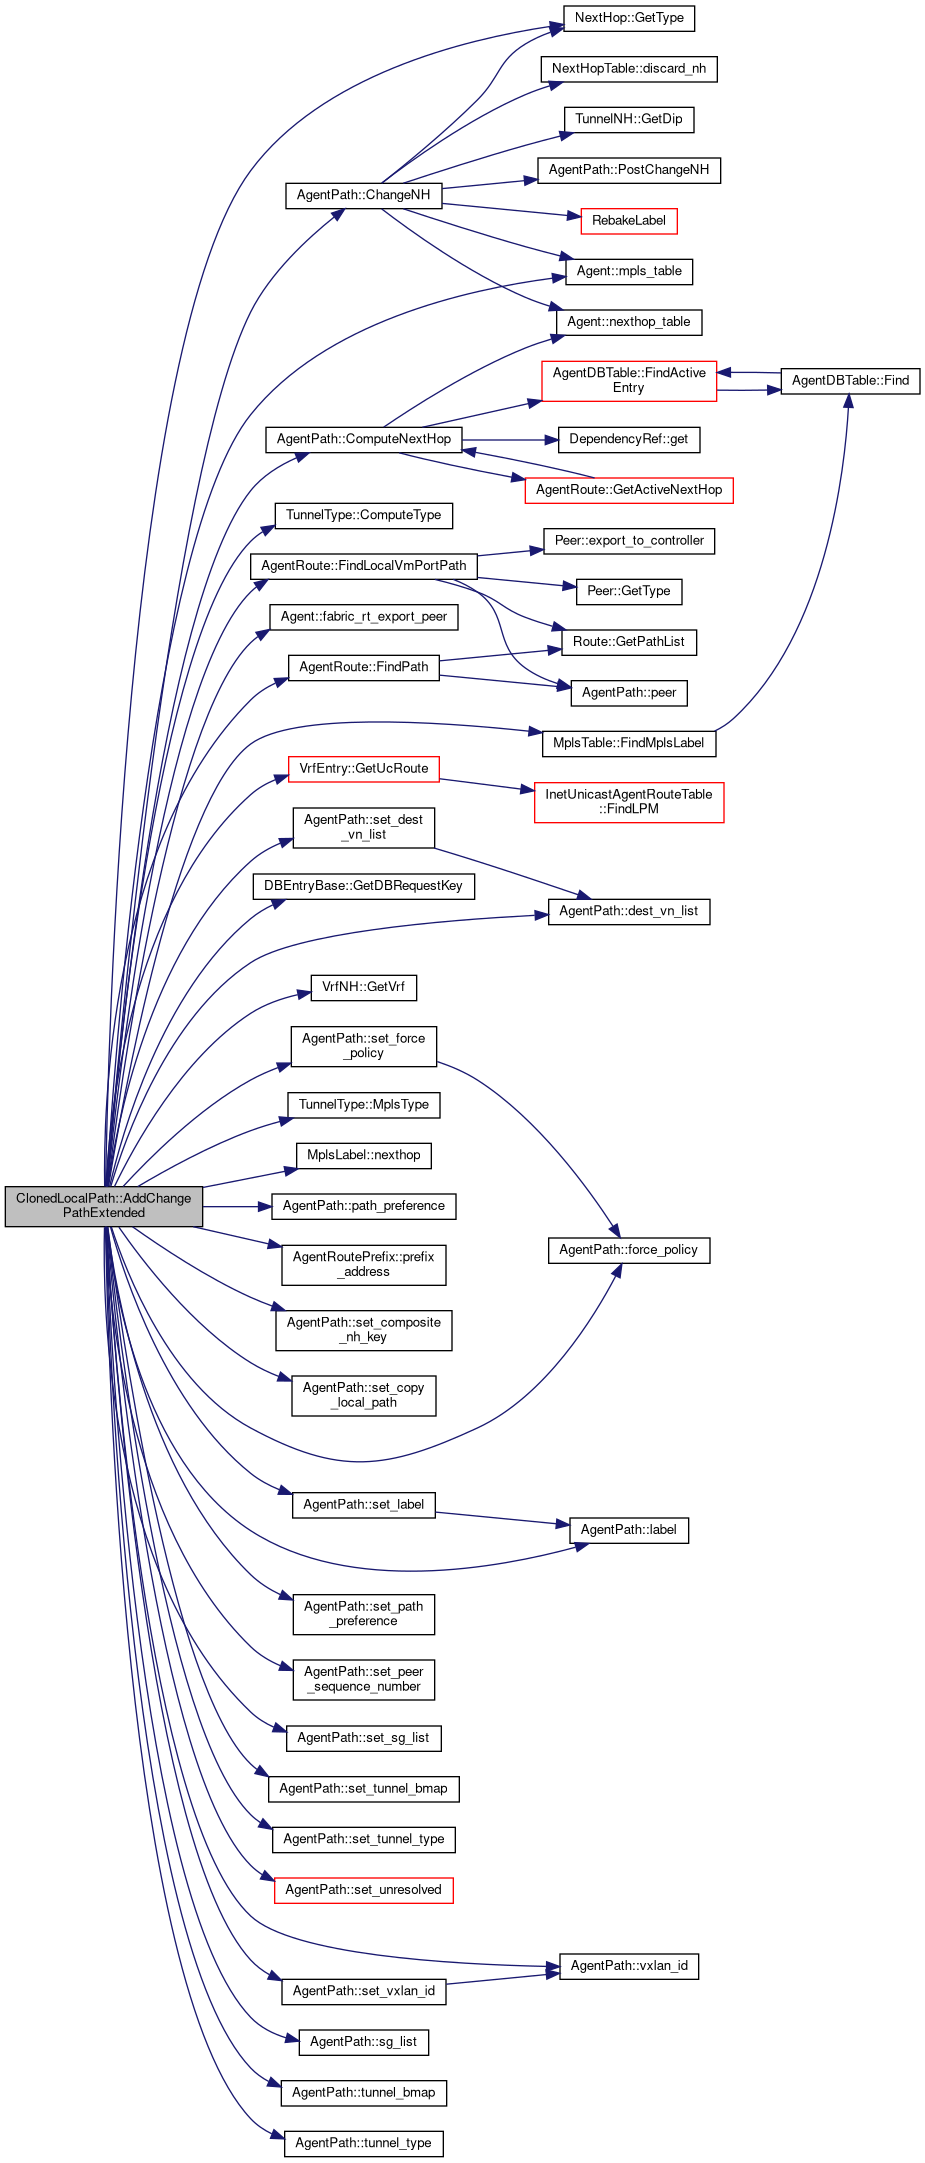 NextHop::GetType
NextHopTable::discard_nh
TunnelNH::GetDip
AgentPath::PostChangeNH
AgentPath::ChangeNH
RebakeLabel
Agent::mpls_table
Agent::nexthop_table
AgentDBTable::FindActive
Entry
AgentDBTable::Find
AgentPath::ComputeNextHop
DependencyRef::get
AgentRoute::GetActiveNextHop
TunnelType::ComputeType
Peer::export_to_controller
AgentRoute::FindLocalVmPortPath
Peer::GetType
Agent::fabric_rt_export_peer
Route::GetPathList
AgentRoute::FindPath
AgentPath::peer
MplsTable::FindMplsLabel
VrfEntry::GetUcRoute
InetUnicastAgentRouteTable
::FindLPM
AgentPath::set_dest
_vn_list
DBEntryBase::GetDBRequestKey
AgentPath::dest_vn_list
VrfNH::GetVrf
AgentPath::set_force
_policy
TunnelType::MplsType
MplsLabel::nexthop
ClonedLocalPath::AddChange
PathExtended
AgentPath::path_preference
AgentRoutePrefix::prefix
_address
AgentPath::force_policy
AgentPath::set_composite
_nh_key
AgentPath::set_copy
_local_path
AgentPath::set_label
AgentPath::label
AgentPath::set_path
_preference
AgentPath::set_peer
_sequence_number
AgentPath::set_sg_list
AgentPath::set_tunnel_bmap
AgentPath::set_tunnel_type
AgentPath::set_unresolved
AgentPath::vxlan_id
AgentPath::set_vxlan_id
AgentPath::sg_list
AgentPath::tunnel_bmap
AgentPath::tunnel_type